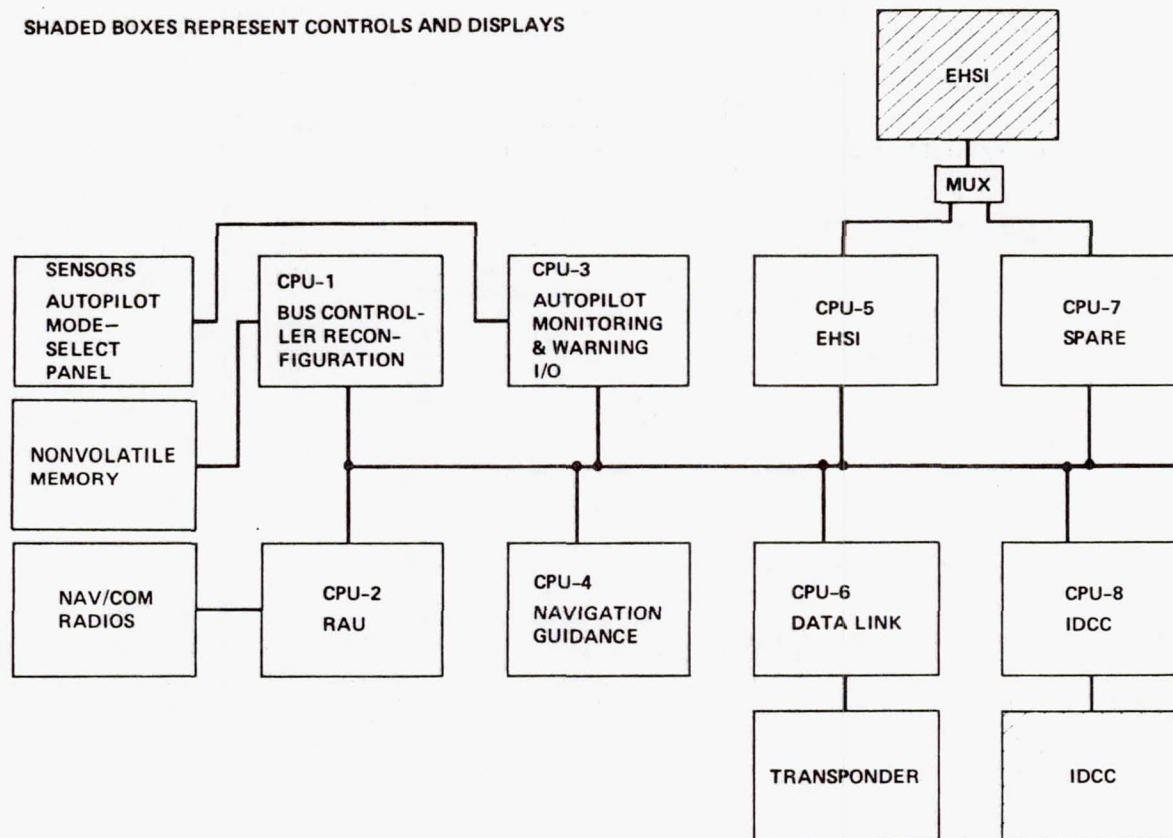 SHADED BOXES REPRESENT CONTROLS AND DISPLAYS
EHSI
MUX
SENSORS
AUTOPILOT
MODE–
SELECT
PANEL
CPU–1
BUS CONTROL-
LER RECON-
FIGURATION
CPU–3
AUTOPILOT
MONITORING
& WARNING
I/O
CPU–5
EHSI
CPU–7
SPARE
NONVOLATILE
MEMORY
NAV/COM
RADIOS
CPU–2
RAU
CPU–4
NAVIGATION
GUIDANCE
CPU–6
DATA LINK
CPU–8
IDCC
TRANSPONDER
IDCC